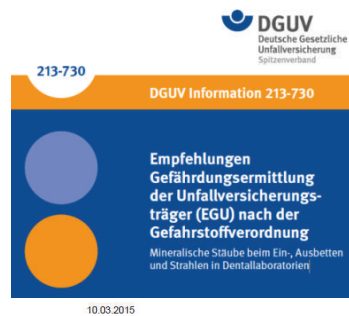 DGUV
Deutsche Gesetzliche
Unfallversicherung
Spitzenverband
213-730
DGUV Information 213-730
Empfehlungen
Gefährdungsermittlung
der Unfallversicherungs-
träger (EGU) nach der
Gefahrstoffverordnung
Mineralische Stäube beim Ein-, Ausbetten
und Strahlen in Dentallaboratorien
10.03.2015